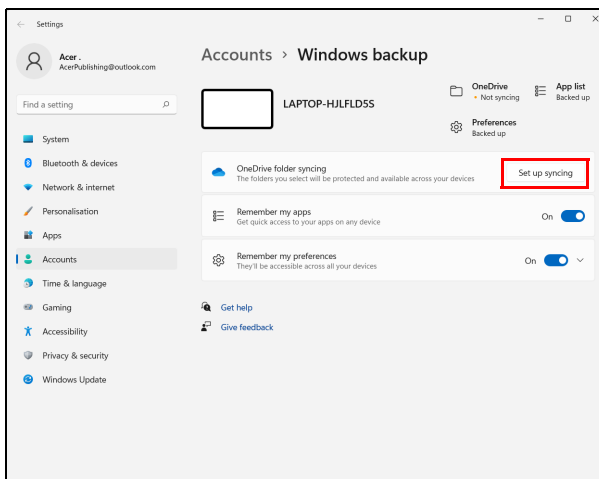 Settings
Acer .
AcerPublishing@outlook.com
Find a setting
System
Bluetooth & devices
Network & internet
Personalisation
Apps
Accounts
Time & language
Gaming
Accessibility
Privacy & security
Windows Update
Accounts > Windows backup
LAPTOP-HJLFLD5S
OneDrive
• Not syncing
App list
Backed up
Preferences
Backed up
OneDrive folder syncing
The folders you select will be protected and available across your devices
Set up syncing
Remember my apps
Get quick access to your apps on any device
On
Remember my preferences
They'll be accessible across all your devices
On
Get help
Give feedback